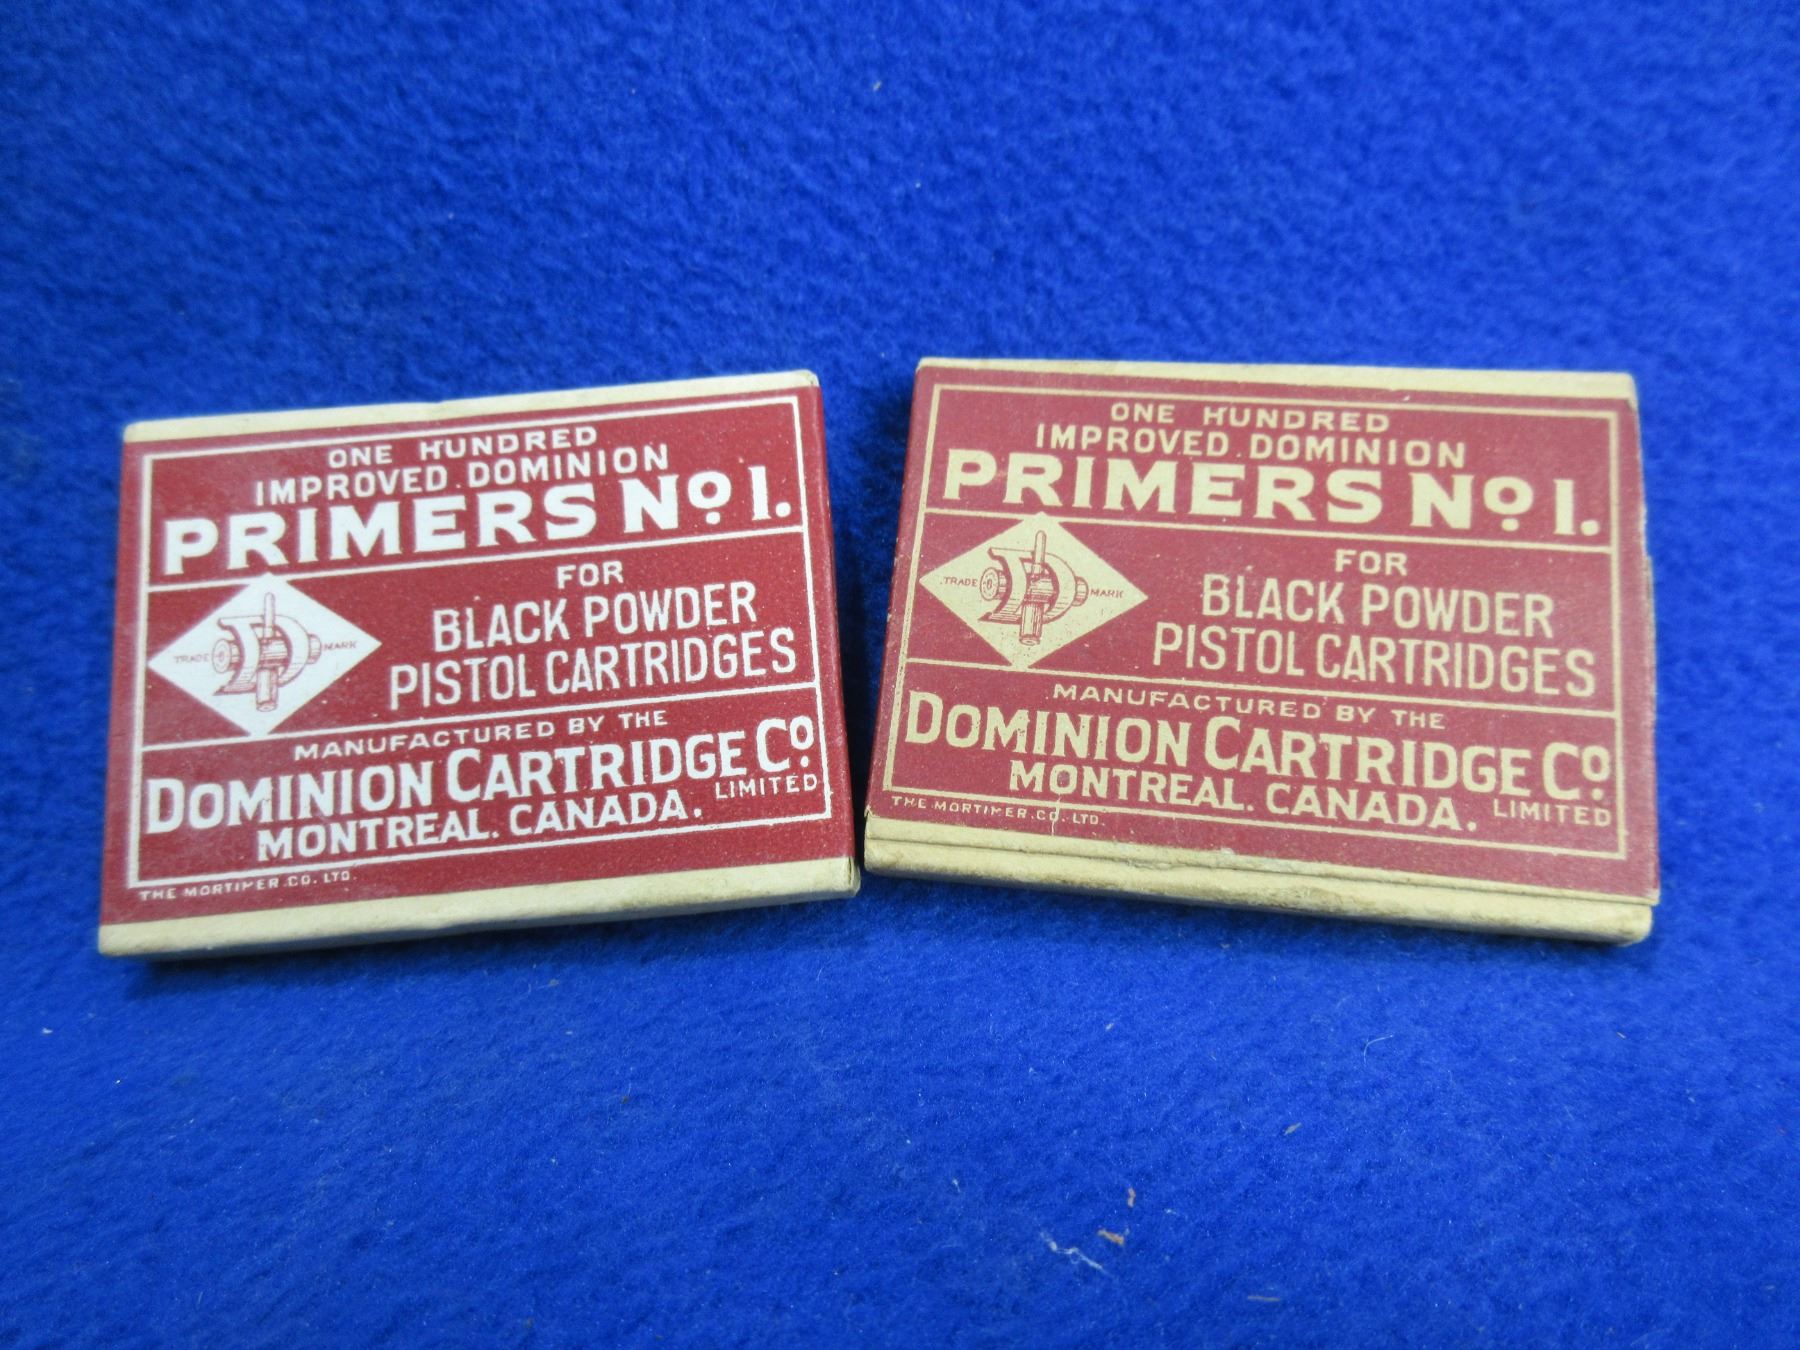 ONE HUNDRED
IMPROVED DOMINION
PRIMERS No 1.
TRADE MARK
FOR
BLACK POWDER
PISTOL CARTRIDGES
MANUFACTURED BY THE
DOMINION CARTRIDGE Co.
LIMITED
MONTREAL. CANADA.
THE MORTIMER. CO. LTD.
ONE HUNDRED
IMPROVED DOMINION
PRIMERS No 1.
TRADE MARK
FOR
BLACK POWDER
PISTOL CARTRIDGES
MANUFACTURED BY THE
DOMINION CARTRIDGE Co.
LIMITED
MONTREAL. CANADA.
THE MORTIMER. CO. LTD.